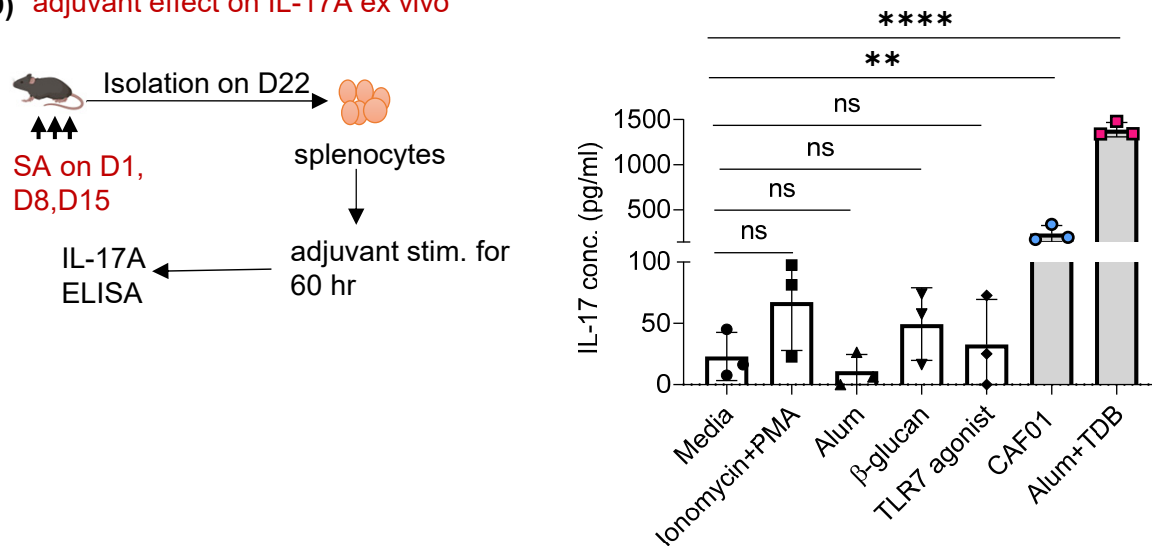 adjuvant effect on IL-17A ex vivo
Isolation on D22
SA on D1,
D8,D15
splenocytes
adjuvant stim. for
60 hr
IL-17A
ELISA
****
**
ns
ns
ns
ns
IL-17 conc. (pg/ml)
1500
1000
500
100
50
0
Media
Ionomycin+PMA
Alum
β-glucan
TLR7 agonist
CAF01
Alum+TDB